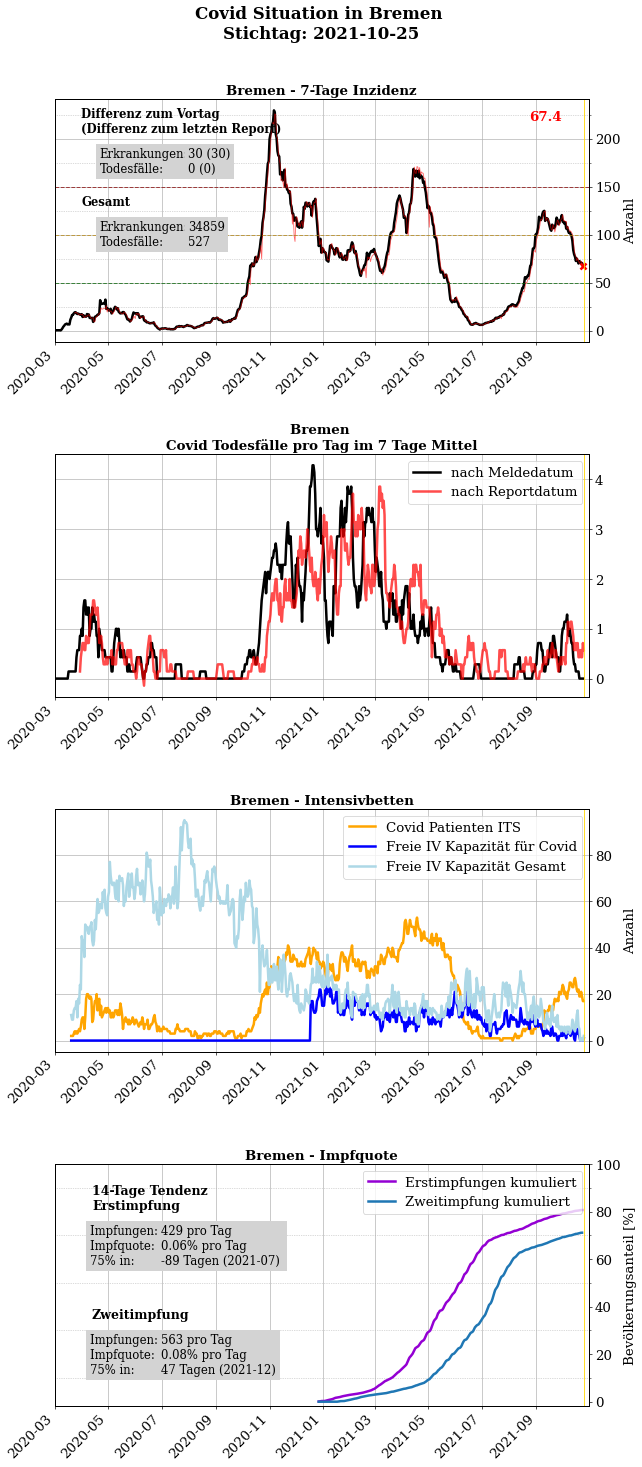 Covid Situation in Bremen
Stichtag: 2021-10-25
Bremen - 7-Tage Inzidenz
Differenz zum Vortag
(Differenz zum letzten Report)
Erkrankungen 30 (30)
Todesfälle: 0 (0)
Gesamt
Erkrankungen 34859
Todesfälle: 527
67.4
200
150
100
50
0
Anzahl
2020-03
2020-05
2020-07
2020-09
2020-11
2021-01
2021-03
2021-05
2021-07
2021-09
Bremen
Covid Todesfälle pro Tag im 7 Tage Mittel
nach Meldedatum
nach Reportdatum
4
3
2
1
0
2020-03
2020-05
2020-07
2020-09
2020-11
2021-01
2021-03
2021-05
2021-07
2021-09
Bremen - Intensivbetten
Covid Patienten ITS
Freie IV Kapazität für Covid
Freie IV Kapazität Gesamt
80
60
40
20
0
Anzahl
2020-03
2020-05
2020-07
2020-09
2020-11
2021-01
2021-03
2021-05
2021-07
2021-09
Bremen - Impfquote
14-Tage Tendenz
Erstimpfung
Impfungen: 429 pro Tag
Impfquote: 0.06% pro Tag
75% in: -89 Tagen (2021-07)
Zweitimpfung
Impfungen: 563 pro Tag
Impfquote: 0.08% pro Tag
75% in: 47 Tagen (2021-12)
Erstimpfungen kumuliert
Zweitimpfung kumuliert
100
80
60
40
20
0
Bevölkerungsanteil [%]
2020-03
2020-05
2020-07
2020-09
2020-11
2021-01
2021-03
2021-05
2021-07
2021-09